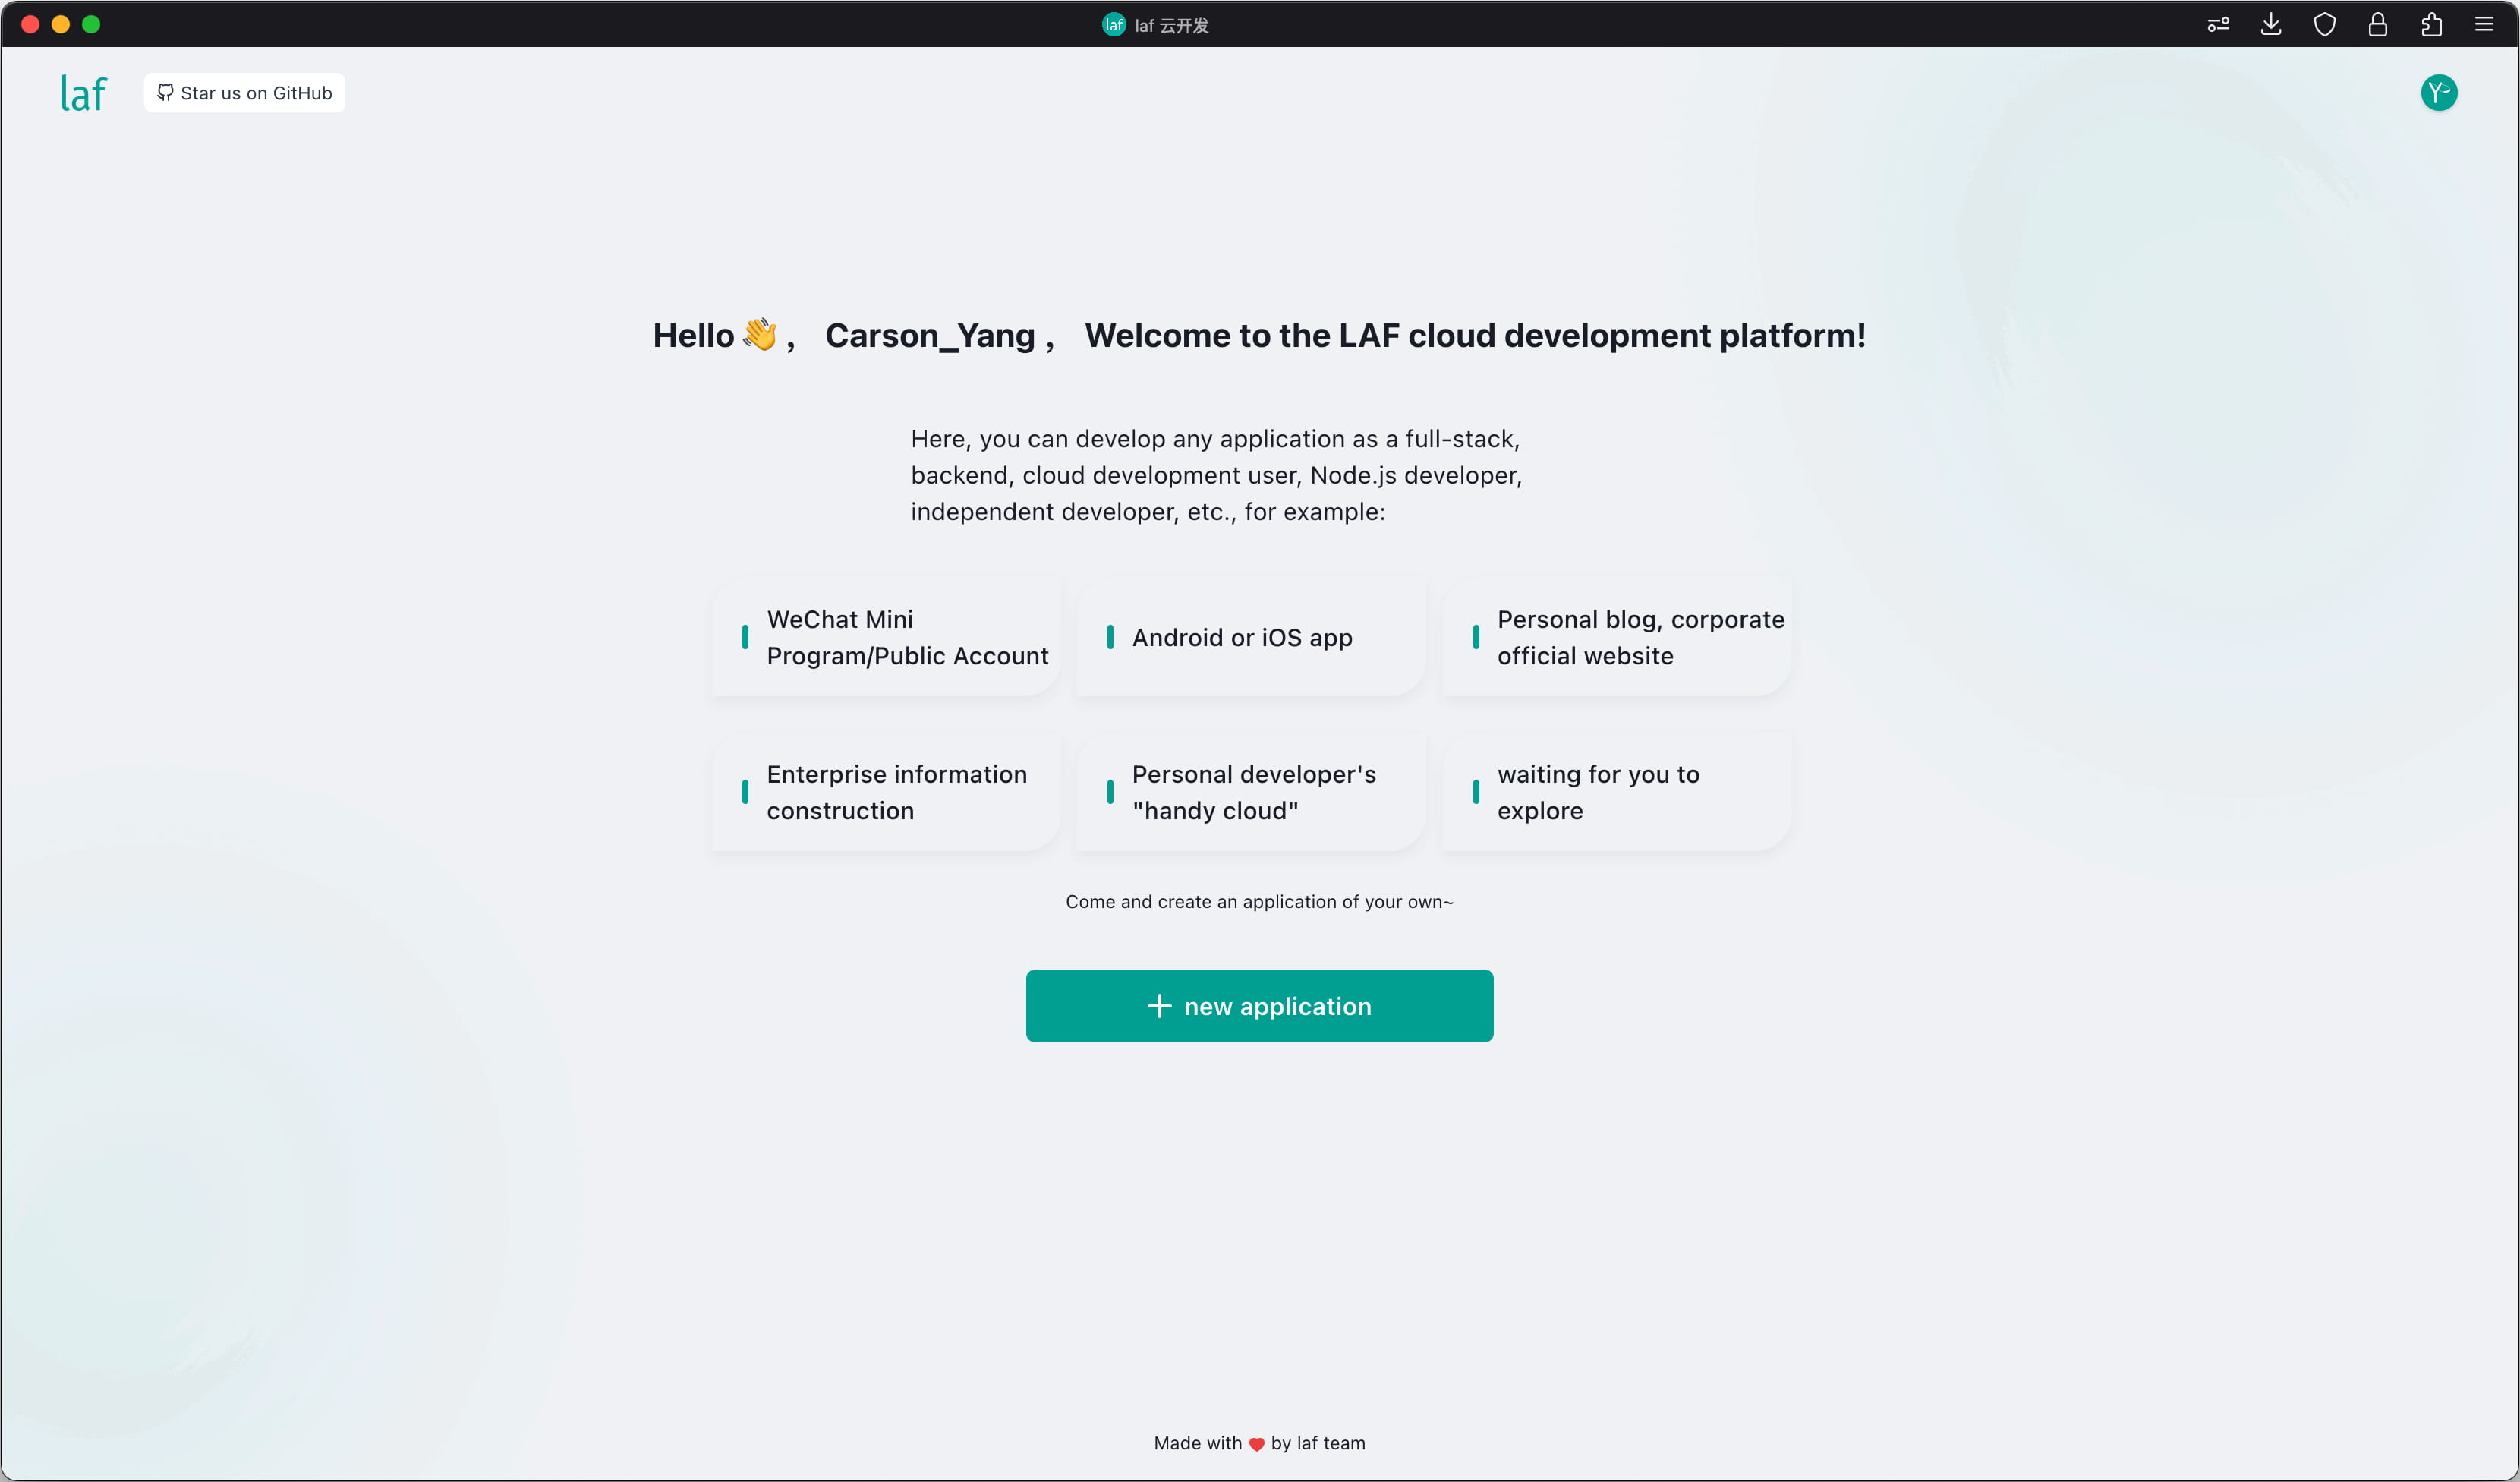 laf laf 云开发
laf
Star us on GitHub
Hello 👋， Carson_Yang， Welcome to the LAF cloud development platform!
Here, you can develop any application as a full-stack,
backend, cloud development user, Node.js developer,
independent developer, etc., for example:
WeChat Mini
Program/Public Account
Android or iOS app
Personal blog, corporate
official website
Enterprise information
construction
Personal developer's
"handy cloud"
waiting for you to
explore
Come and create an application of your own~
+ new application
Made with ❤ by laf team